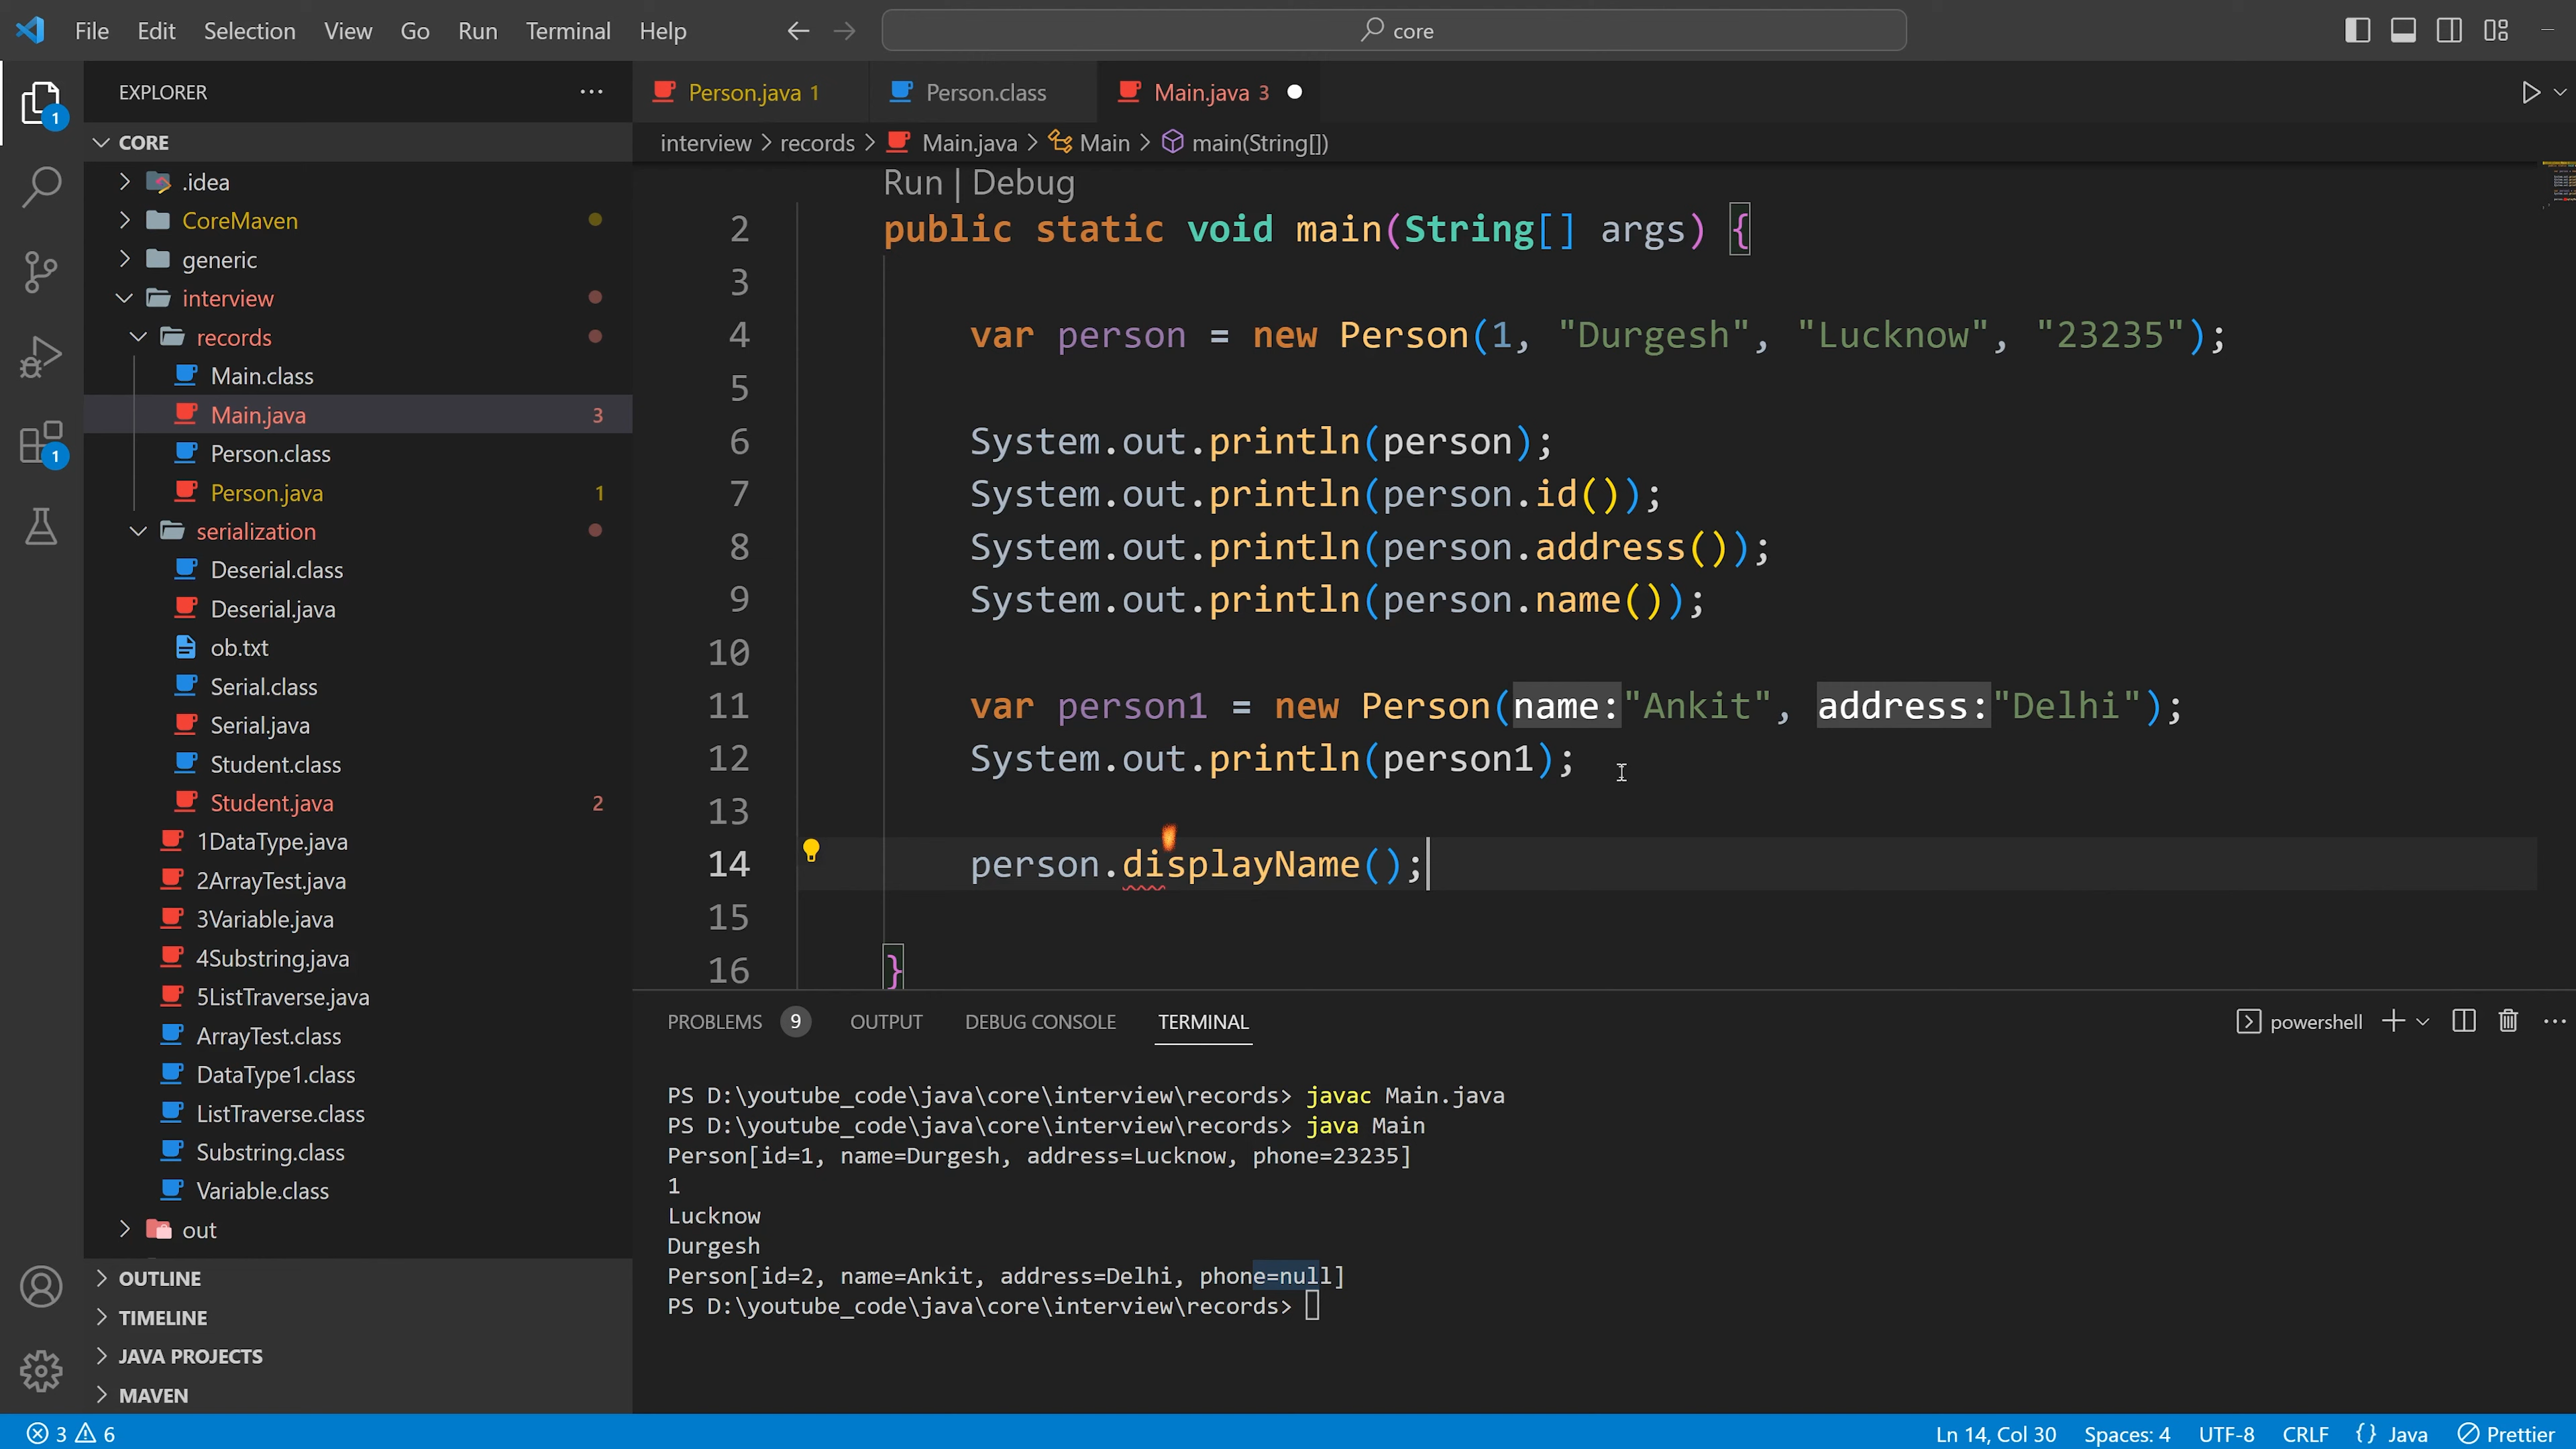 File Edit Selection View Go Run Terminal Help
core
EXPLORER
CORE
.idea
CoreMaven
generic
interview
records
Main.class
Main.java 3
Person.class
Person.java 1
serialization
Deserial.class
Deserial.java
ob.txt
Serial.class
Serial.java
Student.class
Student.java 2
1DataType.java
2ArrayTest.java
3Variable.java
4Substring.java
5ListTraverse.java
ArrayTest.class
DataType1.class
ListTraverse.class
Substring.class
Variable.class
out
OUTLINE
TIMELINE
JAVA PROJECTS
MAVEN
1
1
Person.java 1 Person.class Main.java 3
interview > records > Main.java > Main > main(String[])
Run | Debug
2 public static void main(String[] args) {
3
4 var person = new Person(1, "Durgesh", "Lucknow", "23235");
5
6 System.out.println(person);
7 System.out.println(person.id());
8 System.out.println(person.address());
9 System.out.println(person.name());
10
11 var person1 = new Person(name:"Ankit", address:"Delhi");
12 System.out.println(person1);
13
14 person.displayName();
15
16 }
PROBLEMS 9 OUTPUT DEBUG CONSOLE TERMINAL
powershell
PS D:\youtube_code\java\core\interview\records> javac Main.java
PS D:\youtube_code\java\core\interview\records> java Main
Person[id=1, name=Durgesh, address=Lucknow, phone=23235]
1
Lucknow
Durgesh
Person[id=2, name=Ankit, address=Delhi, phone=null]
PS D:\youtube_code\java\core\interview\records>
3 6
Ln 14, Col 30 Spaces: 4 UTF-8 CRLF {} Java Prettier